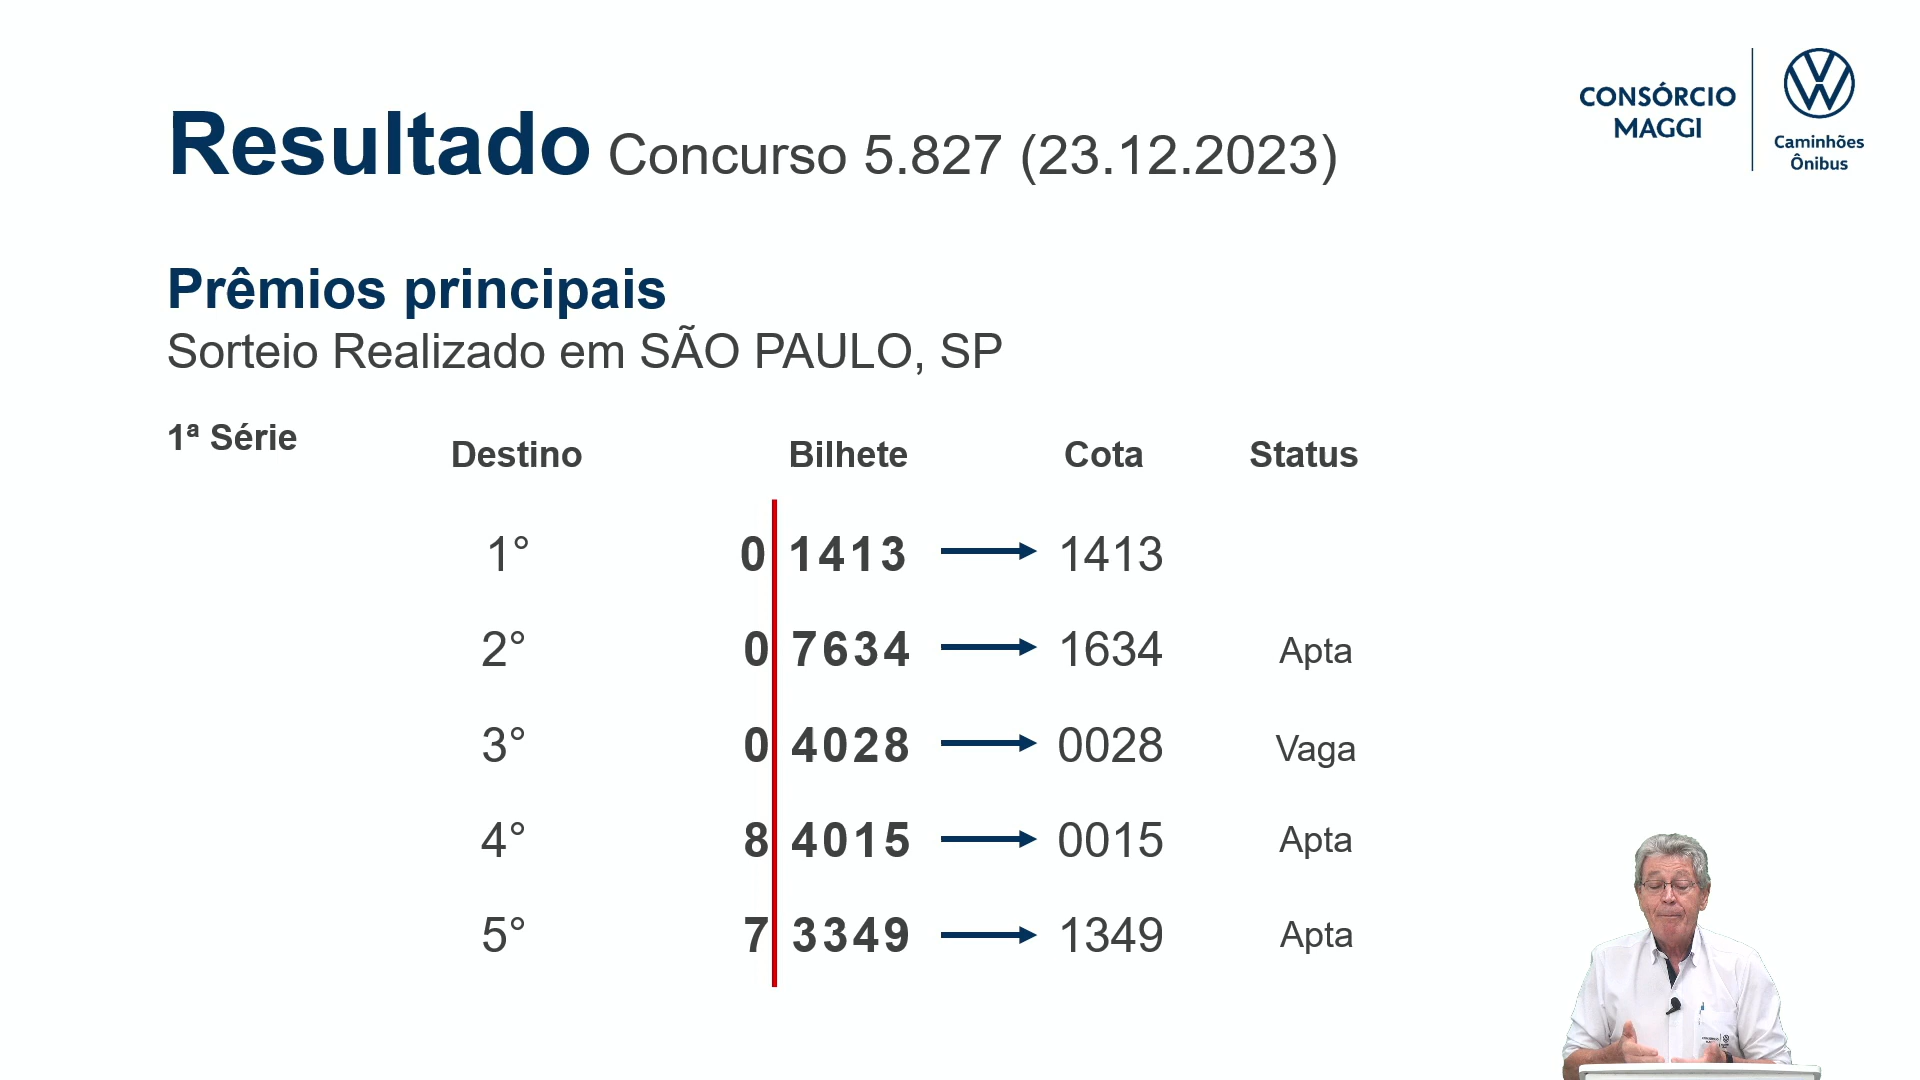 Resultado Concurso 5.827 (23.12.2023)
CONSÓRCIO
MAGGI
Caminhões
Ônibus
Prêmios principais
Sorteio Realizado em SÃO PAULO, SP
1ª Série
Destino Bilhete Cota Status
1° 0 1413 1413
2° 0 7634 1634 Apta
3° 0 4028 0028 Vaga
4° 8 4015 0015 Apta
5° 7 3349 1349 Apta